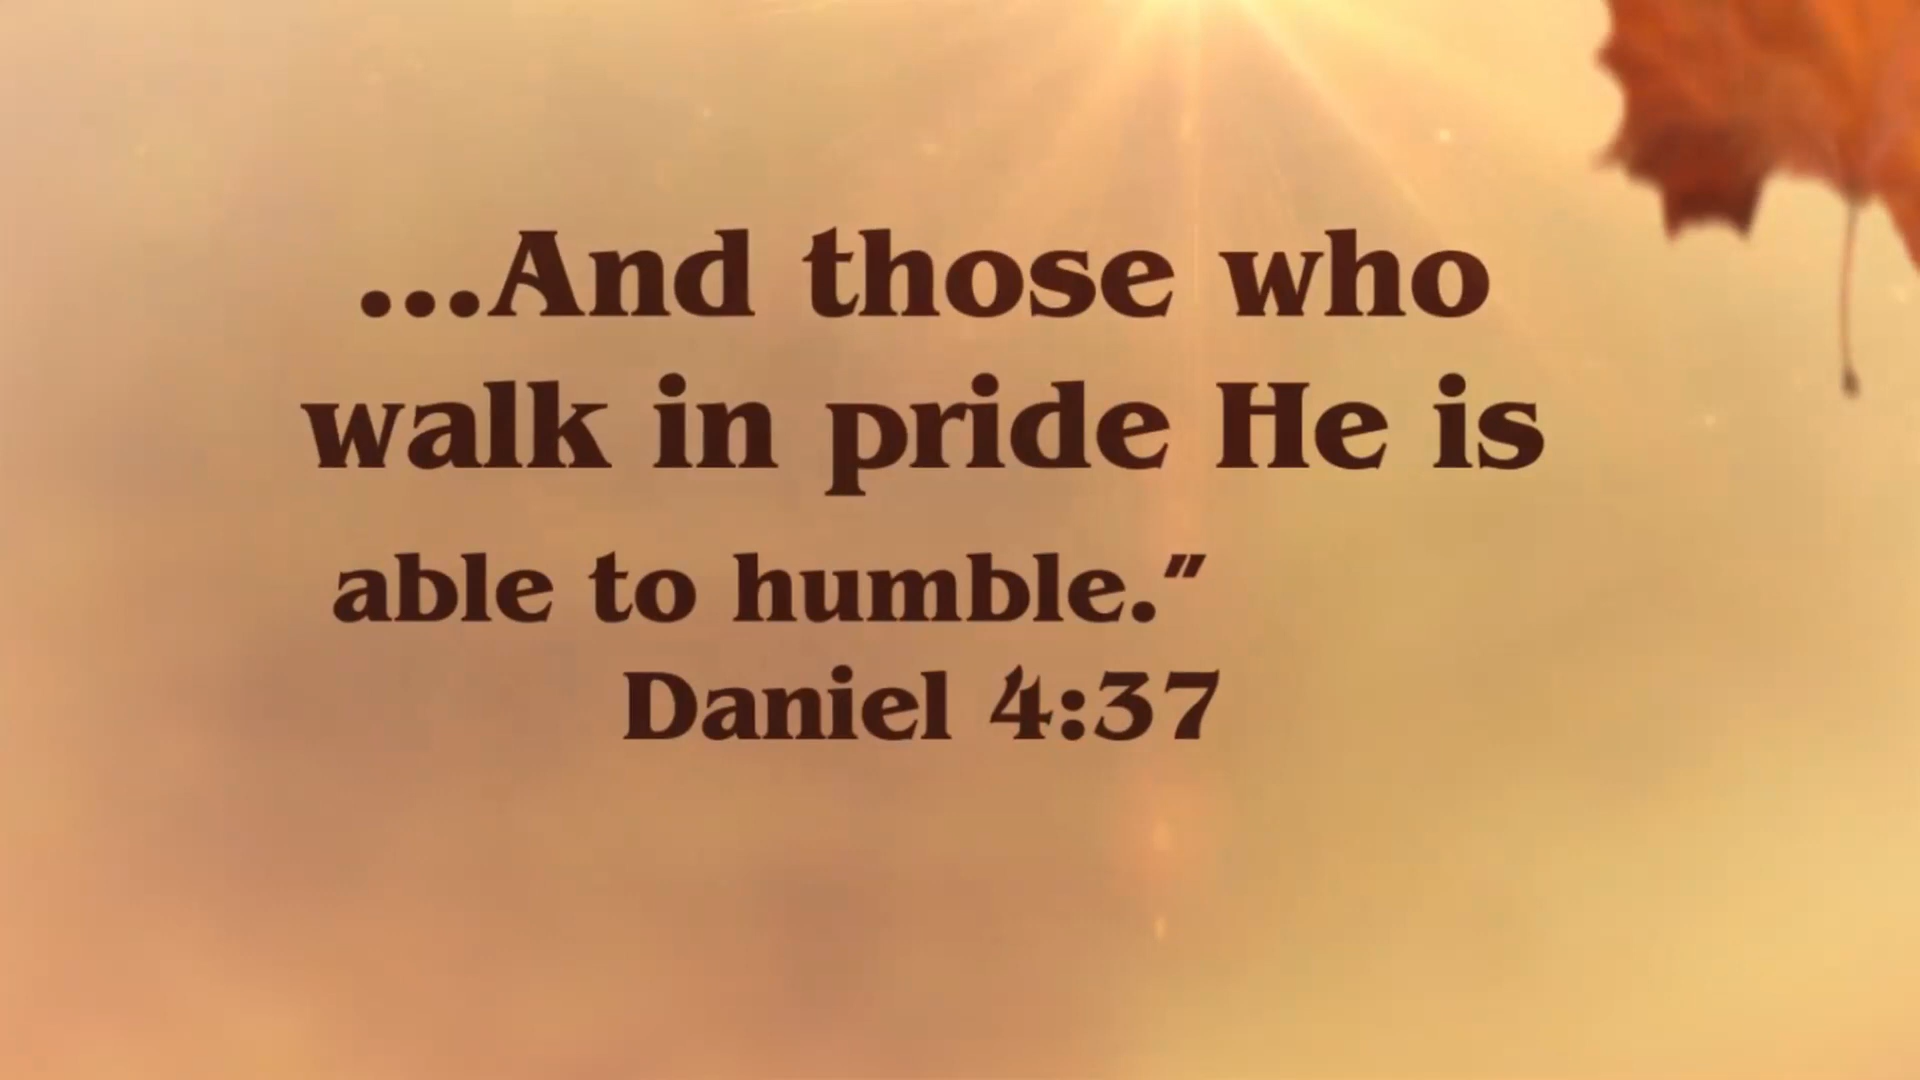 ...And those who
walk in pride He is
able to humble.”
Daniel 4:37